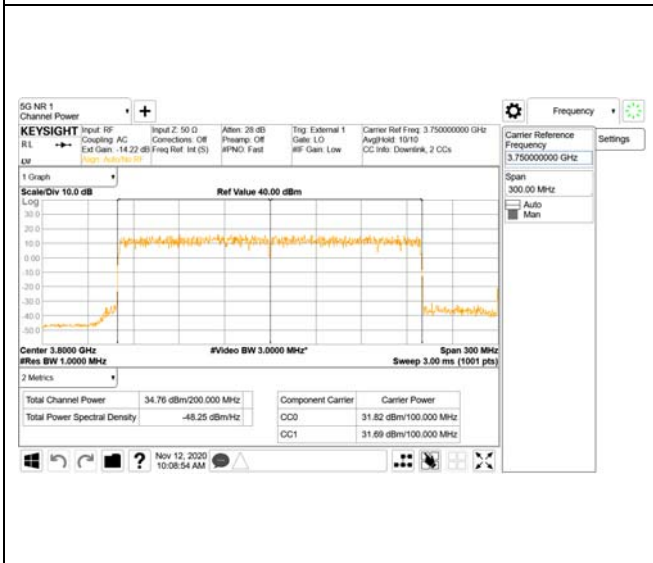 5G NR 1
Channel Power
+
Frequency
KEYSIGHT
RL
Input: RF
Coupling: AC
Ext Gain: -14.22 dB
Align: Auto/No RF
Input Z: 50 Ω
Corrections: Off
Freq Ref: Int (S)
Atten: 28 dB
Preamp: Off
#PNO: Fast
Trig: External 1
Gate: LO
#IF Gain: Low
Carrier Ref Freq: 3.750000000 GHz
Avg|Hold: 10/10
CC Info: Downlink, 2 CCs
Carrier Reference
Frequency
3.750000000 GHz
Settings
Span
300.00 MHz
Auto
Man
1 Graph
Scale/Div 10.0 dB
Ref Value 40.00 dBm
Log
30.0
20.0
10.0
0.00
-10.0
-20.0
-30.0
-40.0
-50.0
Center 3.8000 GHz
#Video BW 3.0000 MHz*
Span 300 MHz
#Res BW 1.0000 MHz
Sweep 3.00 ms (1001 pts)
2 Metrics
Total Channel Power 34.76 dBm/200.000 MHz
Total Power Spectral Density -48.25 dBm/Hz
Component Carrier Carrier Power
CC0 31.82 dBm/100.000 MHz
CC1 31.69 dBm/100.000 MHz
?
Nov 12, 2020
10:08:54 AM